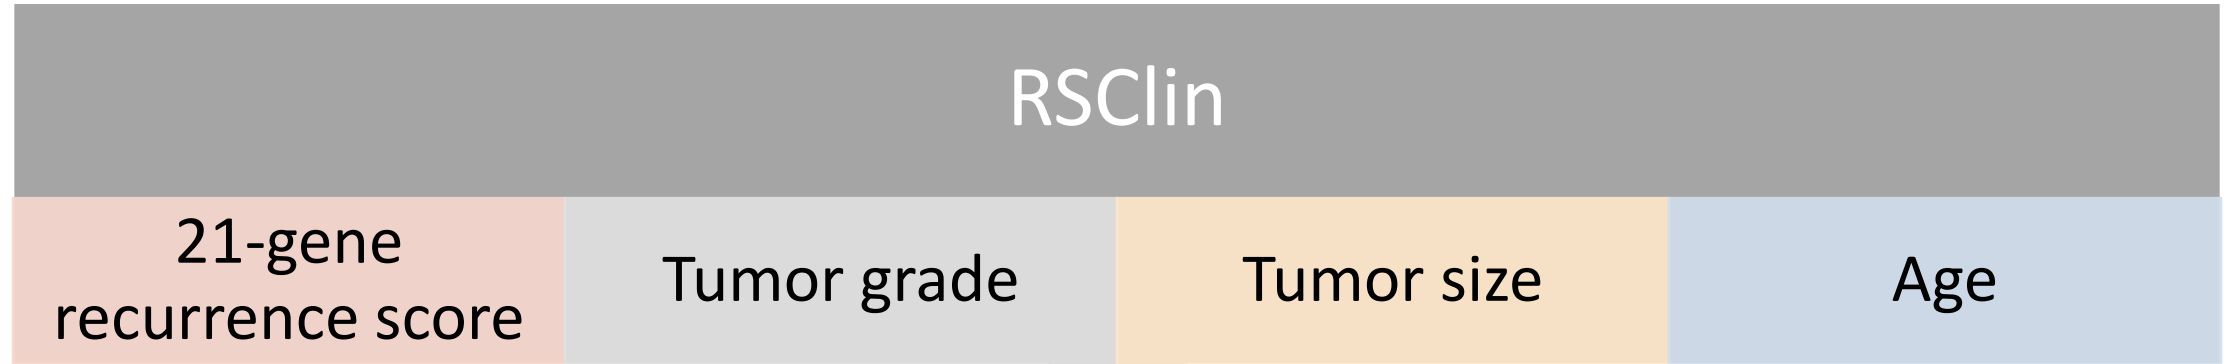 RSClin
21-gene
recurrence score
Tumor grade
Tumor size
Age